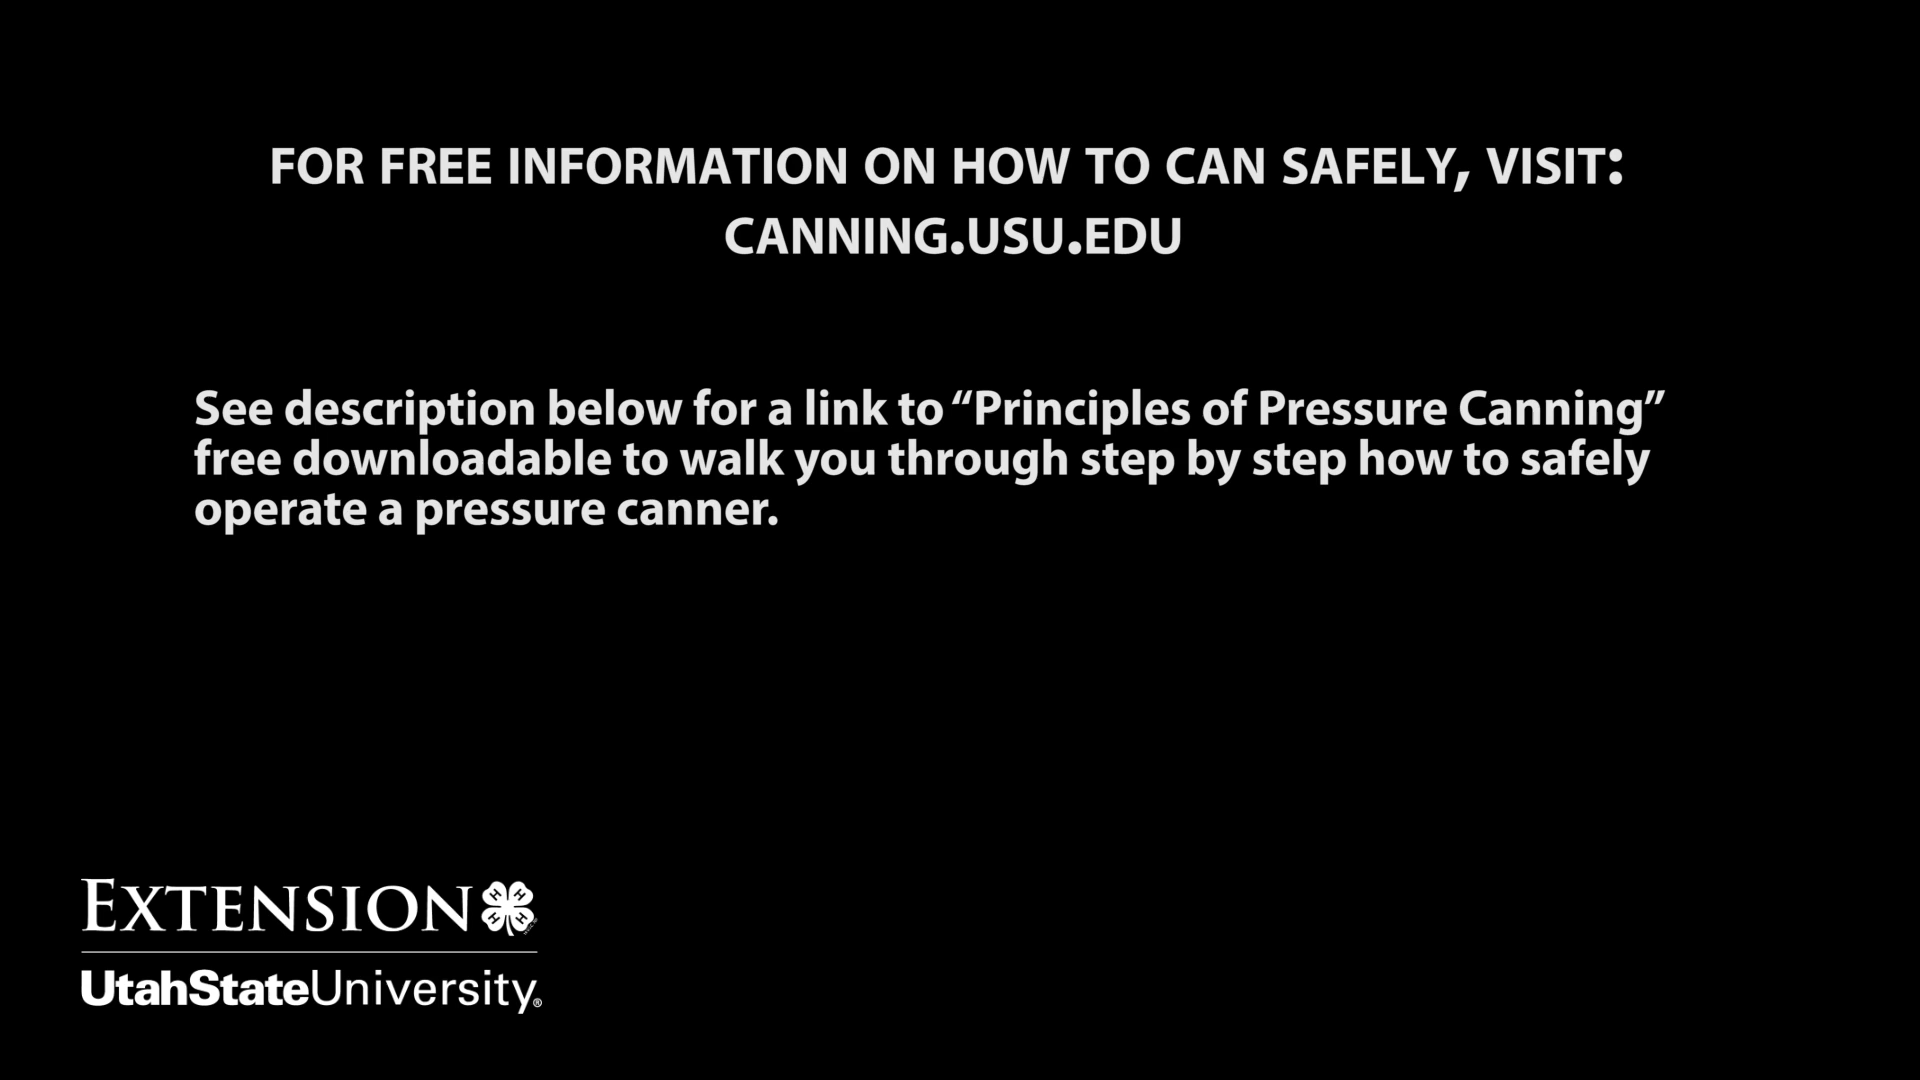 FOR FREE INFORMATION ON HOW TO CAN SAFELY, VISIT:
CANNING.USU.EDU
See description below for a link to “Principles of Pressure Canning”
free downloadable to walk you through step by step how to safely
operate a pressure canner.
EXTENSION
H H H H
UtahStateUniversity®